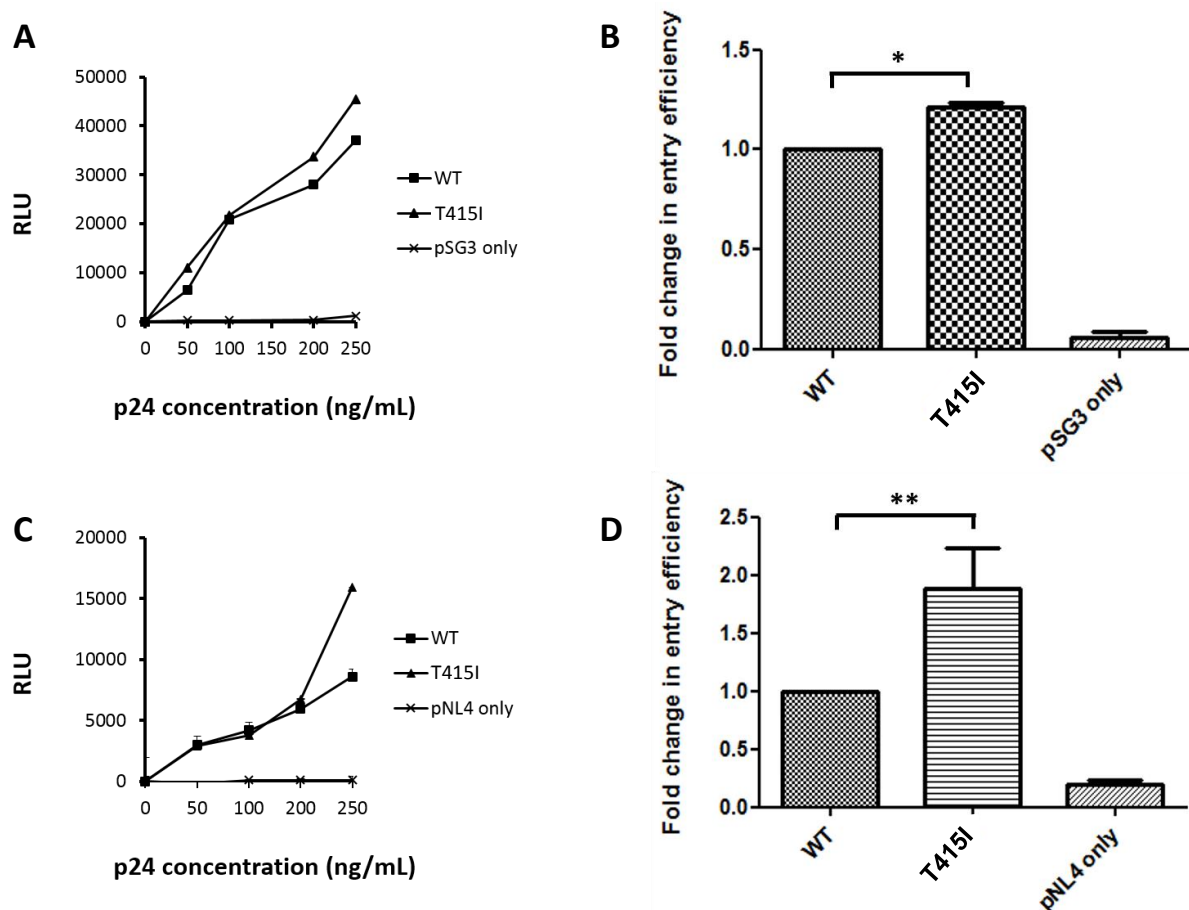 A
50000
40000
30000
20000
10000
0
RLU
0 50 100 150 200 250
p24 concentration (ng/mL)
WT
T415I
pSG3 only
B
Fold change in entry efficiency
1.5
1.0
0.5
0.0
*
WT
T415I
pSG3 only
C
20000
15000
10000
5000
0
RLU
0 50 100 200 250
p24 concentration (ng/mL)
WT
T415I
pNL4 only
D
Fold change in entry efficiency
2.5
2.0
1.5
1.0
0.5
0.0
**
WT
T415I
pNL4 only